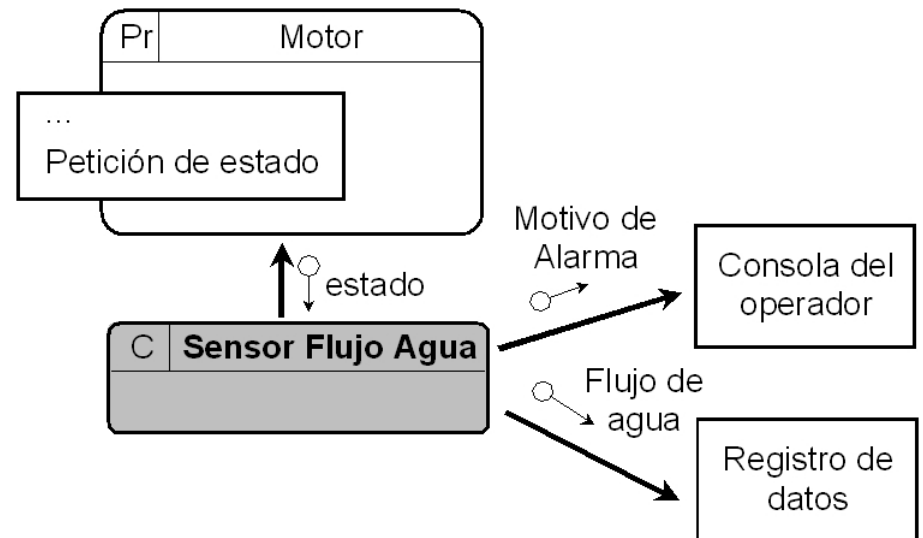 Pr
Motor
...
Petición de estado
estado
C
Sensor Flujo Agua
Motivo de
Alarma
Consola del
operador
Flujo de
agua
Registro de
datos